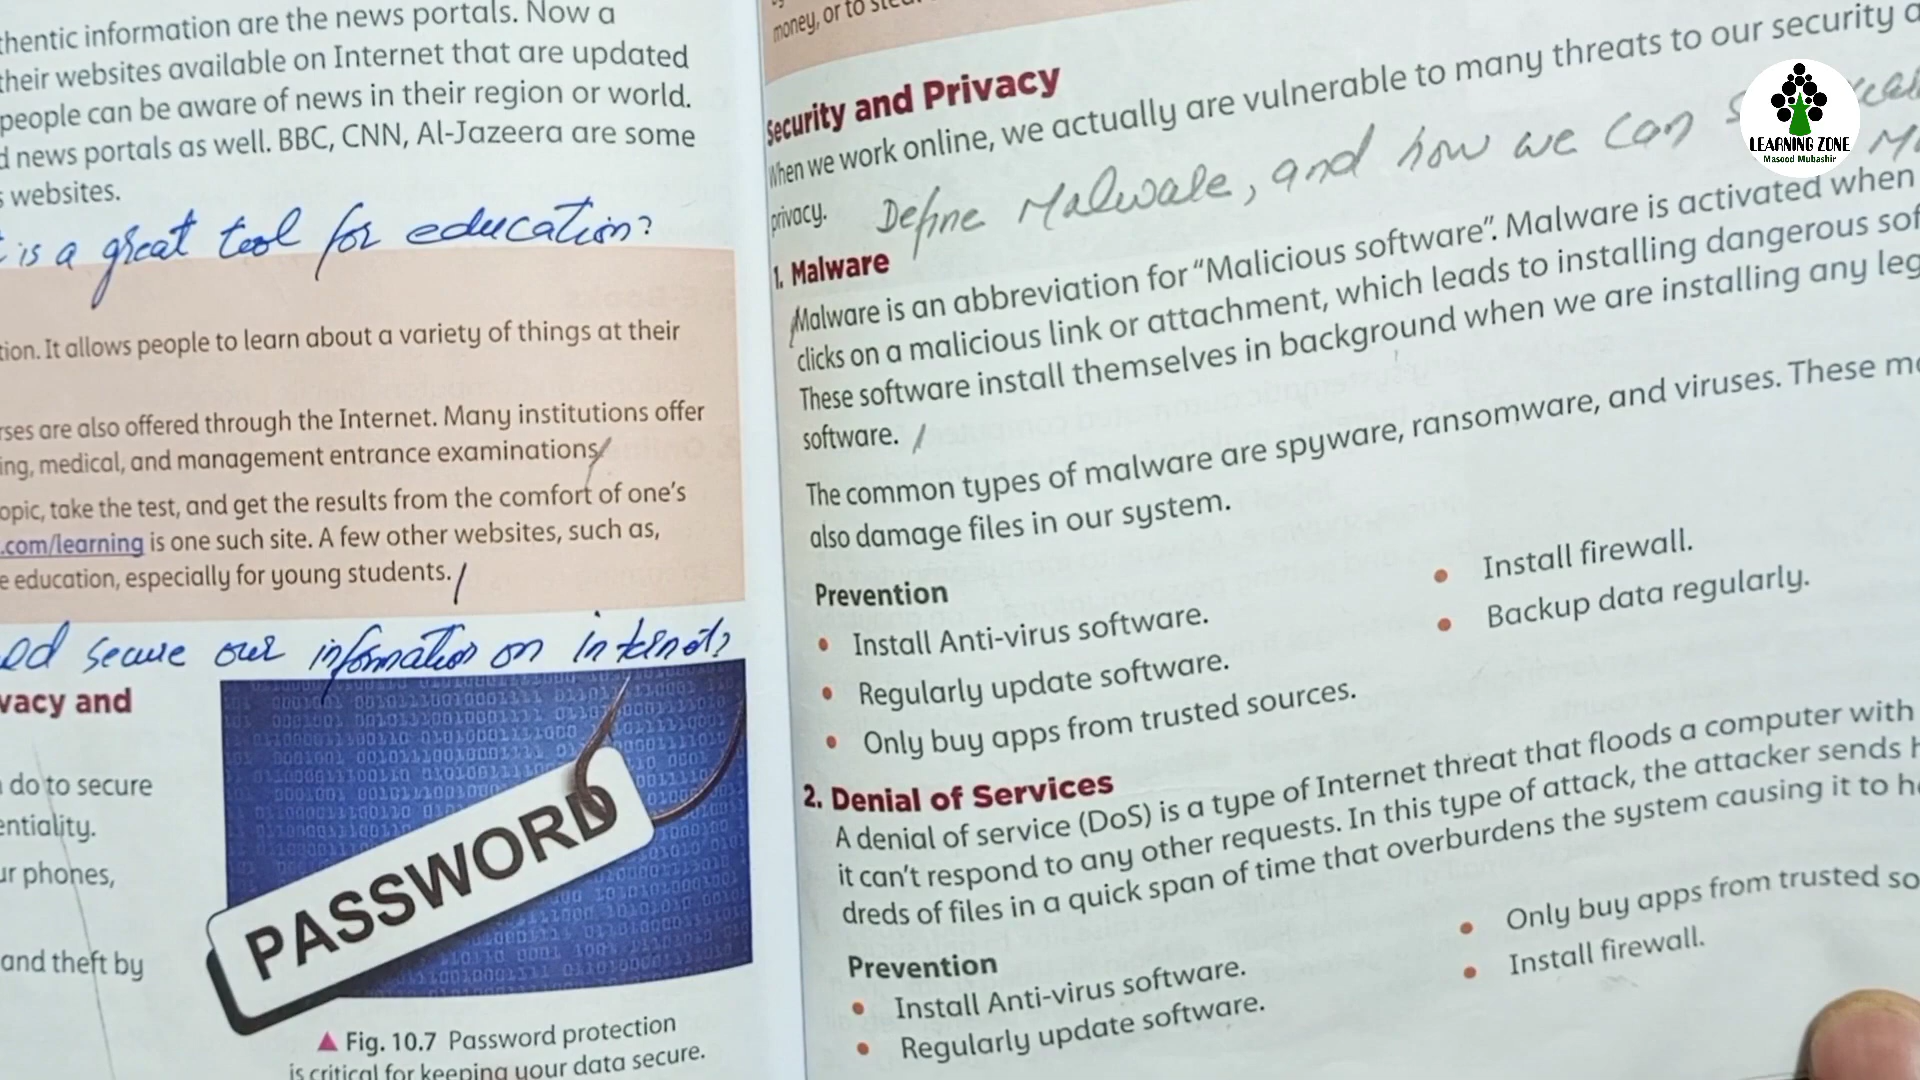 thentic information are the news portals. Now a
their websites available on Internet that are updated
people can be aware of news in their region or world.
d news portals as well. BBC, CNN, Al-Jazeera are some
s websites.
is a great tool for education?
tion. It allows people to learn about a variety of things at their
rses are also offered through the Internet. Many institutions offer
ing, medical, and management entrance examinations
opic, take the test, and get the results from the comfort of one's
.com/learning is one such site. A few other websites, such as,
e education, especially for young students.
secure our information on internet?
vacy and
do to secure
entiality.
ur phones,
and theft by
PASSWORD
▲ Fig. 10.7 Password protection
is critical for keeping your data secure.
money, or to
Security and Privacy
When we work online, we actually are vulnerable to many threats to our security a
privacy.
Define Malware, and how we can
1. Malware
Malware is an abbreviation for “Malicious software”. Malware is activated when
clicks on a malicious link or attachment, which leads to installing dangerous sof
These software install themselves in background when we are installing any leg
software.
The common types of malware are spyware, ransomware, and viruses. These ma
also damage files in our system.
Prevention
• Install Anti-virus software.
• Regularly update software.
• Only buy apps from trusted sources.
• Install firewall.
• Backup data regularly.
2. Denial of Services
A denial of service (DoS) is a type of Internet threat that floods a computer with
it can't respond to any other requests. In this type of attack, the attacker sends h
dreds of files in a quick span of time that overburdens the system causing it to h
Prevention
• Install Anti-virus software.
• Regularly update software.
• Only buy apps from trusted so
• Install firewall.
LEARNING ZONE
Masood Mubashir